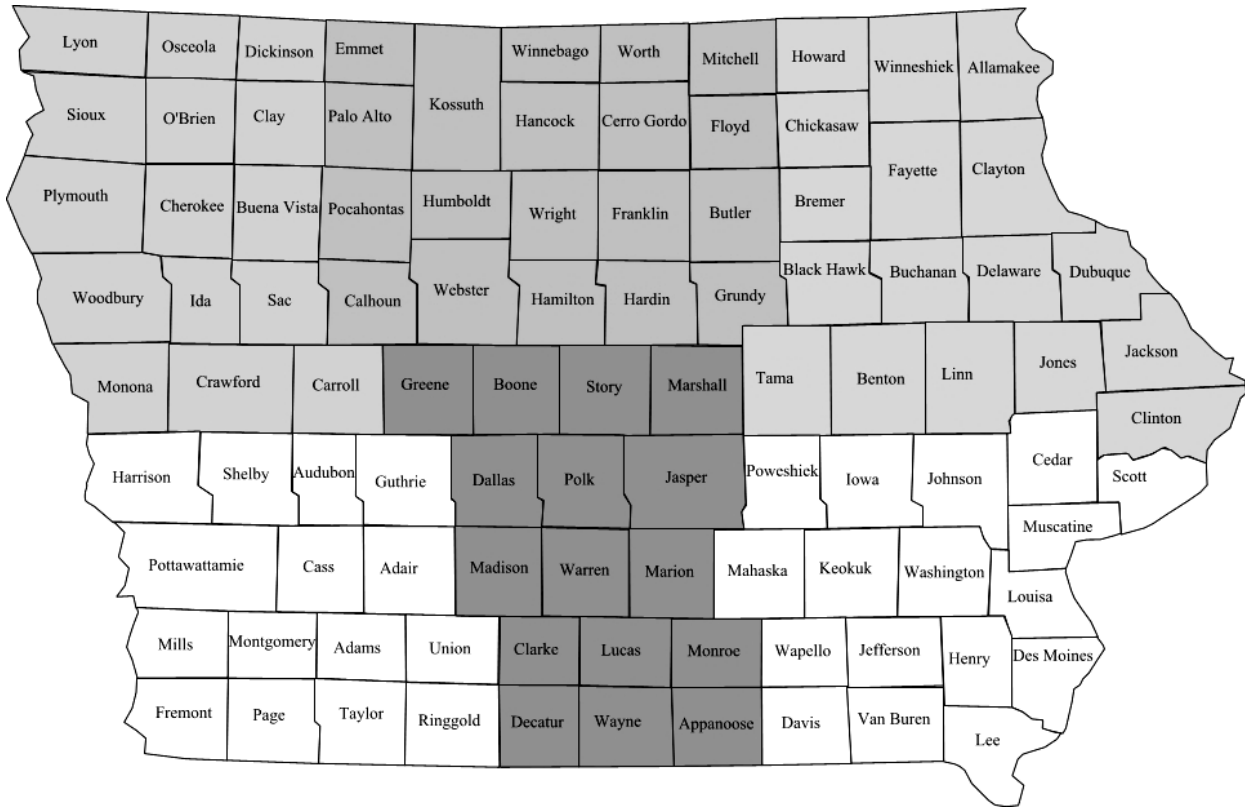 Lyon
Osceola
Dickinson
Emmet
Winnebago
Worth
Mitchell
Howard
Winneshiek
Allamakee
Sioux
O'Brien
Clay
Palo Alto
Kossuth
Hancock
Cerro Gordo
Floyd
Chickasaw
Fayette
Clayton
Plymouth
Cherokee
Buena Vista
Pocahontas
Humboldt
Wright
Franklin
Butler
Bremer
Woodbury
Ida
Sac
Calhoun
Webster
Hamilton
Hardin
Grundy
Black Hawk
Buchanan
Delaware
Dubuque
Monona
Crawford
Carroll
Greene
Boone
Story
Marshall
Tama
Benton
Linn
Jones
Jackson
Clinton
Harrison
Shelby
Audubon
Guthrie
Dallas
Polk
Jasper
Poweshiek
Iowa
Johnson
Cedar
Scott
Muscatine
Pottawattamie
Cass
Adair
Madison
Warren
Marion
Mahaska
Keokuk
Washington
Louisa
Mills
Montgomery
Adams
Union
Clarke
Lucas
Monroe
Wapello
Jefferson
Henry
Des Moines
Fremont
Page
Taylor
Ringgold
Decatur
Wayne
Appanoose
Davis
Van Buren
Lee